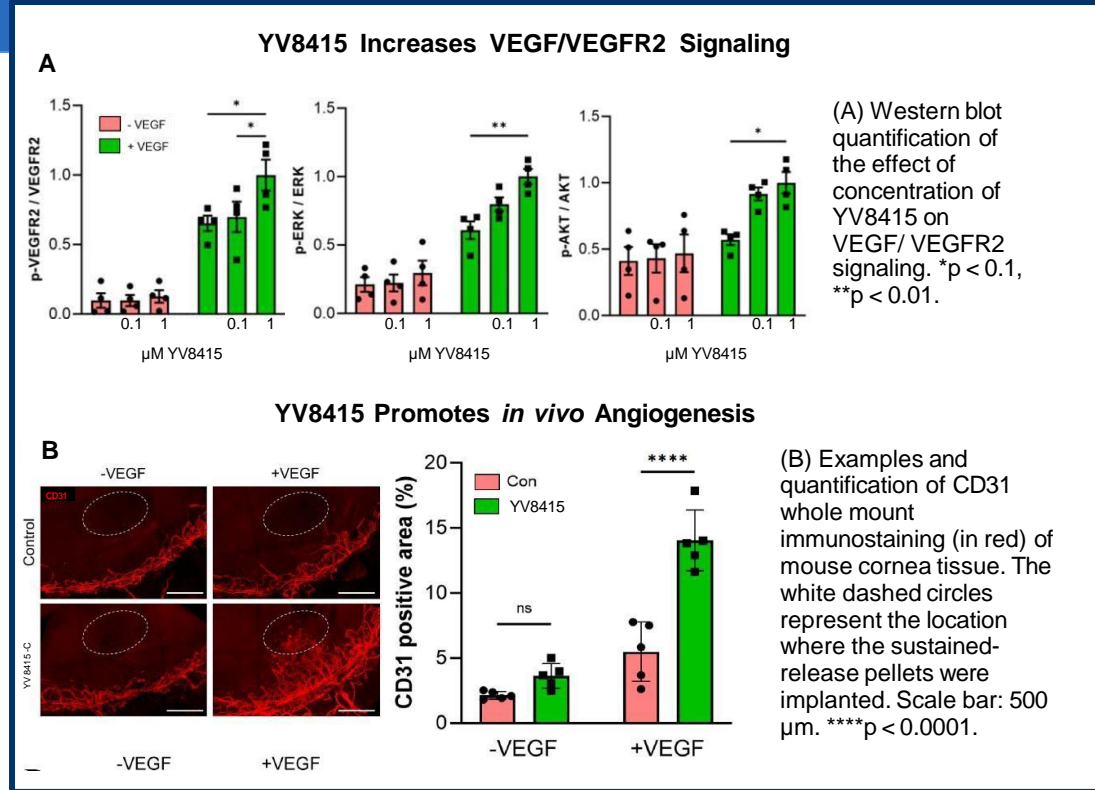 YV8415 Increases VEGF/VEGFR2 Signaling
A
p-VEGFR2 / VEGFR2
1.5
1.0
0.5
0.0
- VEGF
+ VEGF
*
*
0.1
1
0.1
1
µM YV8415
p-ERK / ERK
1.5
1.0
0.5
0.0
**
0.1
1
0.1
1
µM YV8415
p-AKT / AKT
1.5
1.0
0.5
0.0
*
0.1
1
0.1
1
µM YV8415
(A) Western blot
quantification of
the effect of
concentration of
YV8415 on
VEGF/ VEGFR2
signaling. *p < 0.1,
**p < 0.01.
YV8415 Promotes in vivo Angiogenesis
B
-VEGF
+VEGF
CD31
Control
YV8415-C
-VEGF
+VEGF
CD31 positive area (%)
20
15
10
5
0
Con
YV8415
ns
****
-VEGF
+VEGF
(B) Examples and
quantification of CD31
whole mount
immunostaining (in red) of
mouse cornea tissue. The
white dashed circles
represent the location
where the sustained-
release pellets were
implanted. Scale bar: 500
µm. ****p < 0.0001.